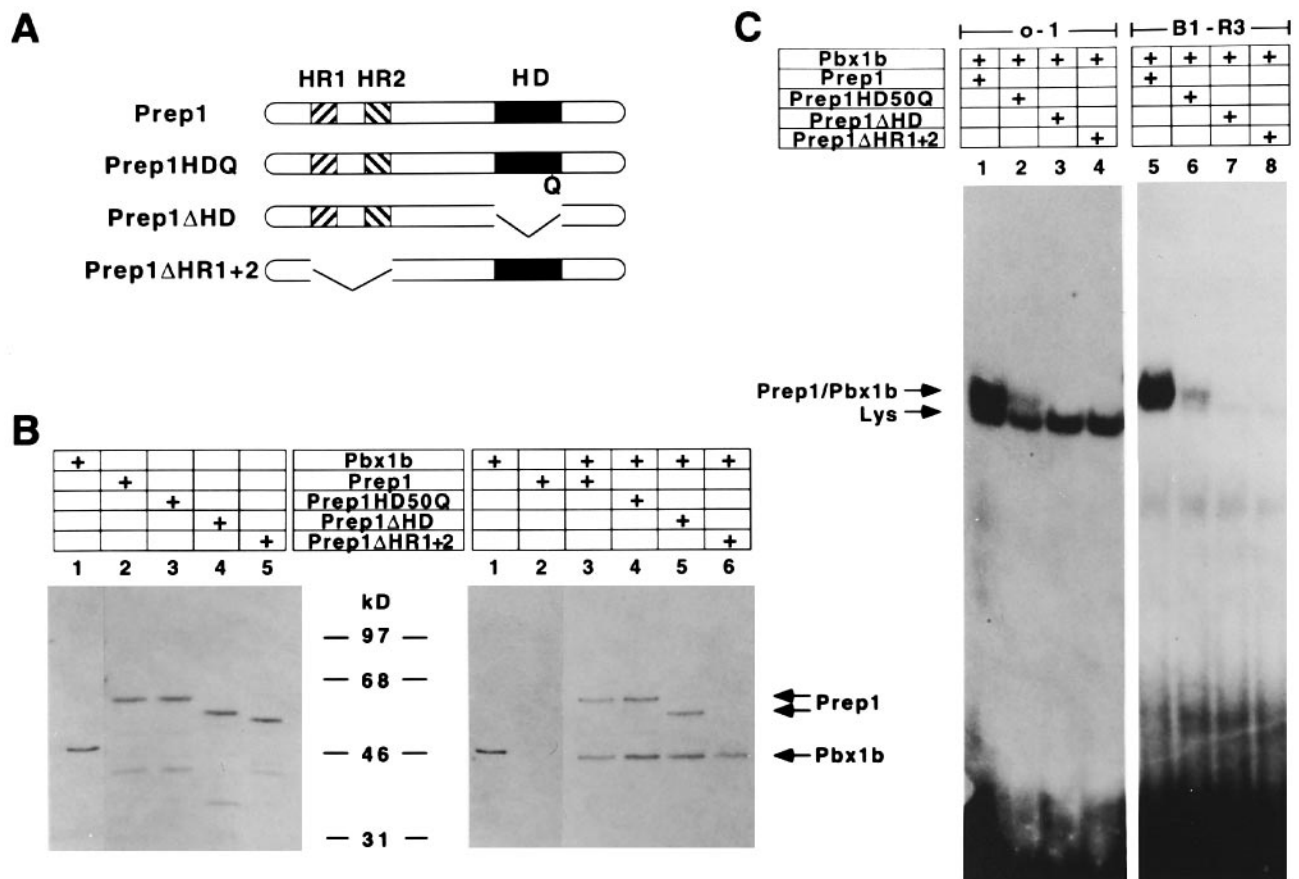 A
HR1 HR2 HD
Prep1
Prep1HDQ
Q
Prep1ΔHD
Prep1ΔHR1+2
B
+ Pbx1b + + + + +
+ Prep1 + +
+ Prep1HD50Q +
+ Prep1ΔHD +
+ Prep1ΔHR1+2 +
1 2 3 4 5 1 2 3 4 5 6
kD
97
68
46
31
Prep1
Pbx1b
C
o-1 B1-R3
Pbx1b + + + + + + + +
Prep1 + +
Prep1HD50Q + +
Prep1ΔHD + +
Prep1ΔHR1+2 + +
1 2 3 4 5 6 7 8
Prep1/Pbx1b
Lys